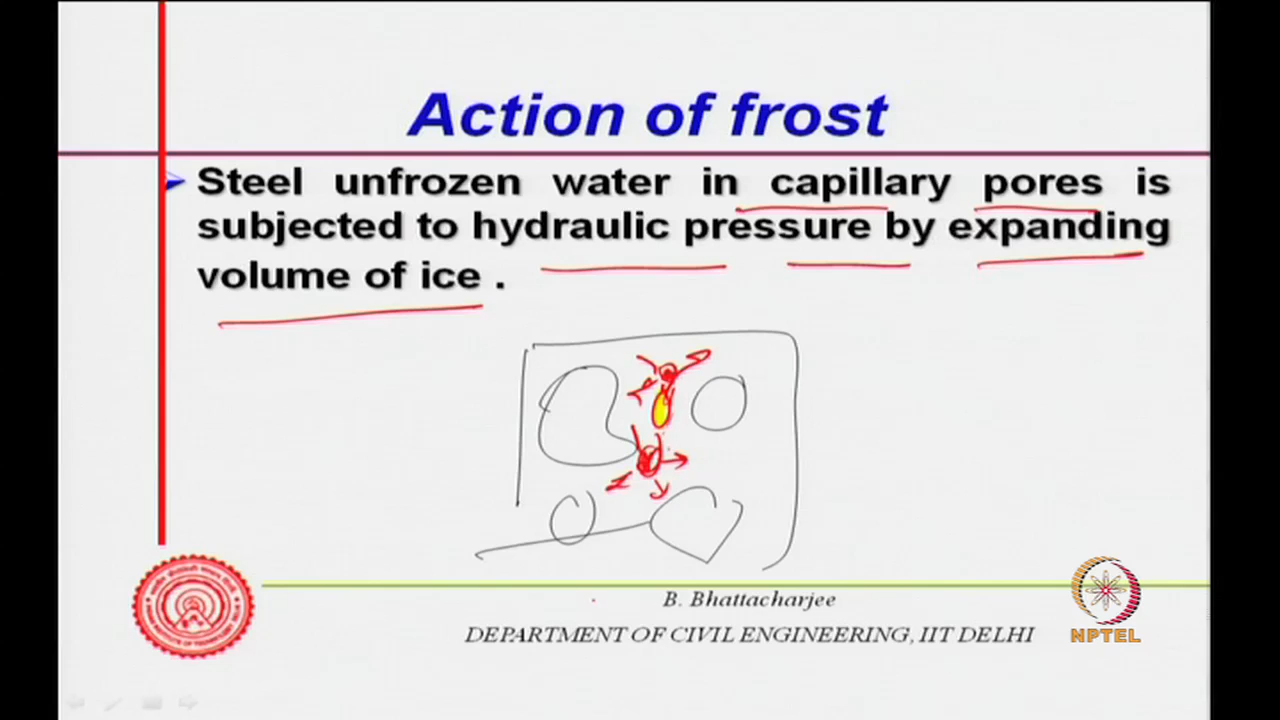 Action of frost
Steel unfrozen water in capillary pores is
subjected to hydraulic pressure by expanding
volume of ice .
B. Bhattacharjee
DEPARTMENT OF CIVIL ENGINEERING, IIT DELHI
NPTEL